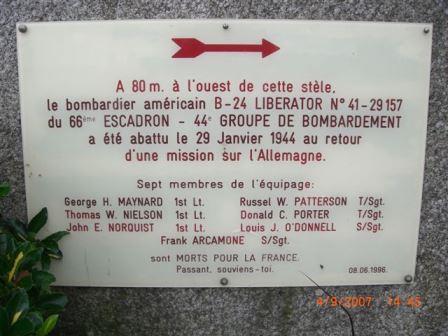 A 80 m. à l'ouest de cette stèle,
le bombardier américain B-24 LIBERATOR N° 41-29157
du 66ème ESCADRON - 44e GROUPE DE BOMBARDEMENT
a été abattu le 29 Janvier 1944 au retour
d'une mission sur l'Allemagne.
Sept membres de l'équipage:
George H. MAYNARD 1st Lt. Russel W. PATTERSON T/Sgt.
Thomas W. NIELSON 1st Lt. Donald C. PORTER T/Sgt.
John E. NORQUIST 1st Lt. Louis J. O'DONNELL S/Sgt.
Frank ARCAMONE S/Sgt.
sont MORTS POUR LA FRANCE.
Passant, souviens-toi.
08.06.1996.
4/9/2007 14:45